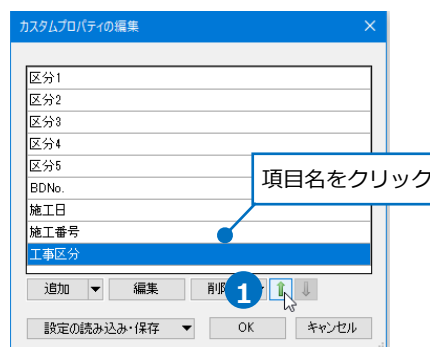 カスタムプロパティの編集
区分1
区分2
区分3
区分4
区分5
BDNo.
施工日
施工番号
工事区分
項目名をクリック
追加 編集 1
設定の読み込み・保存 OK キャンセル